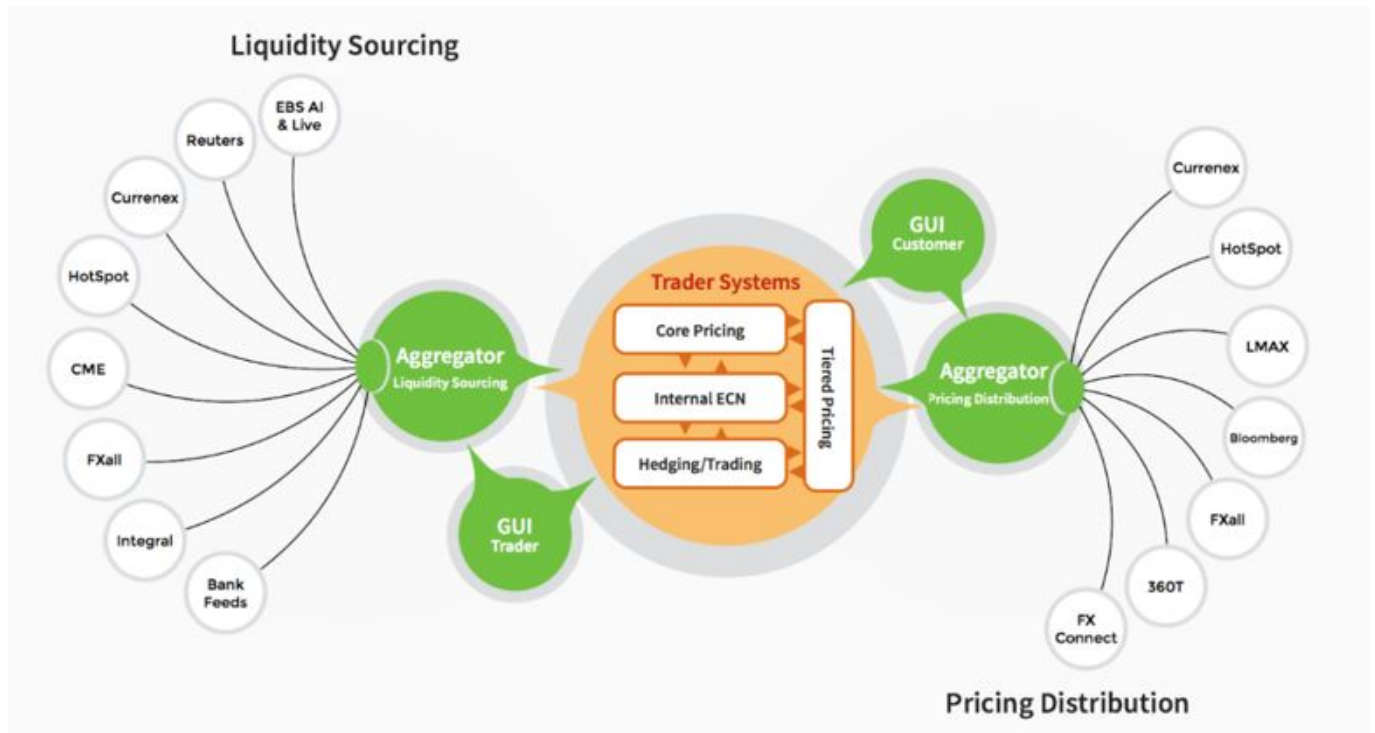 Liquidity Sourcing
EBS AI
& Live
Reuters
Currenex
HotSpot
CME
FXall
Integral
Bank
Feeds
Aggregator
Liquidity Sourcing
GUI
Trader
Trader Systems
Core Pricing
Internal ECN
Hedging/Trading
Tiered Pricing
GUI
Customer
Aggregator
Pricing Distribution
Currenex
HotSpot
LMAX
Bloomberg
FXall
360T
FX
Connect
Pricing Distribution